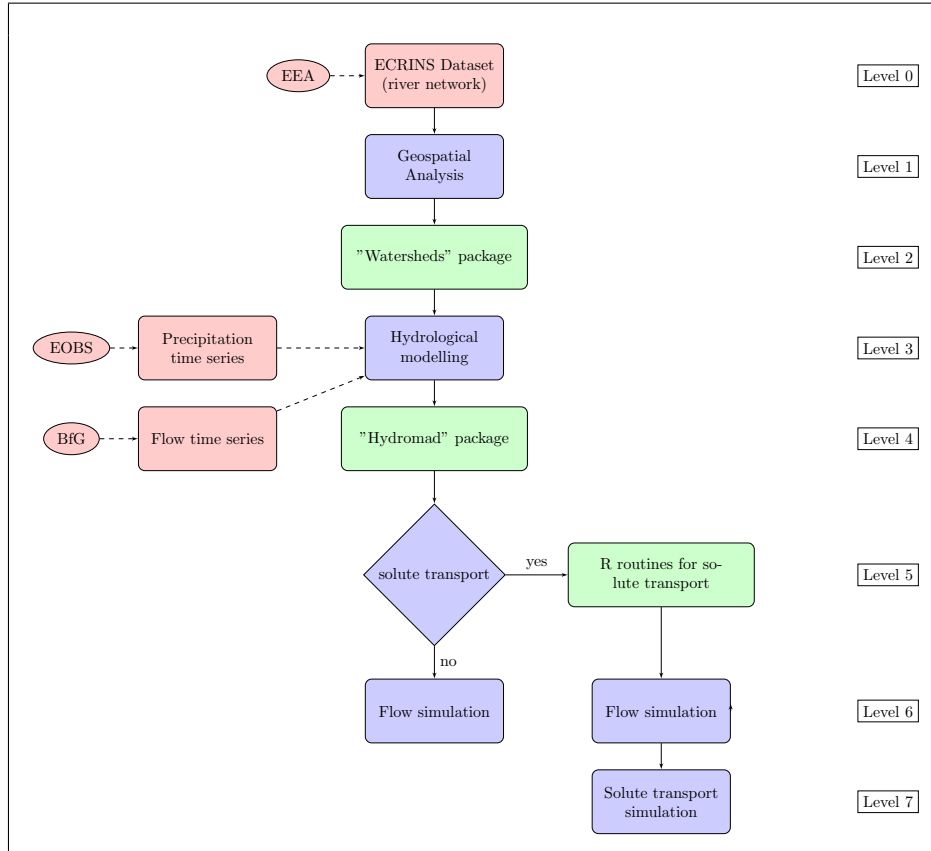 EEA
ECRINS Dataset
(river network)
Level 0
Geospatial
Analysis
Level 1
”Watersheds” package
Level 2
EOBS
Precipitation
time series
Hydrological
modelling
Level 3
BfG
Flow time series
”Hydromad” package
Level 4
solute transport
yes
R routines for so-
lute transport
Level 5
no
Flow simulation
Flow simulation
Level 6
Solute transport
simulation
Level 7